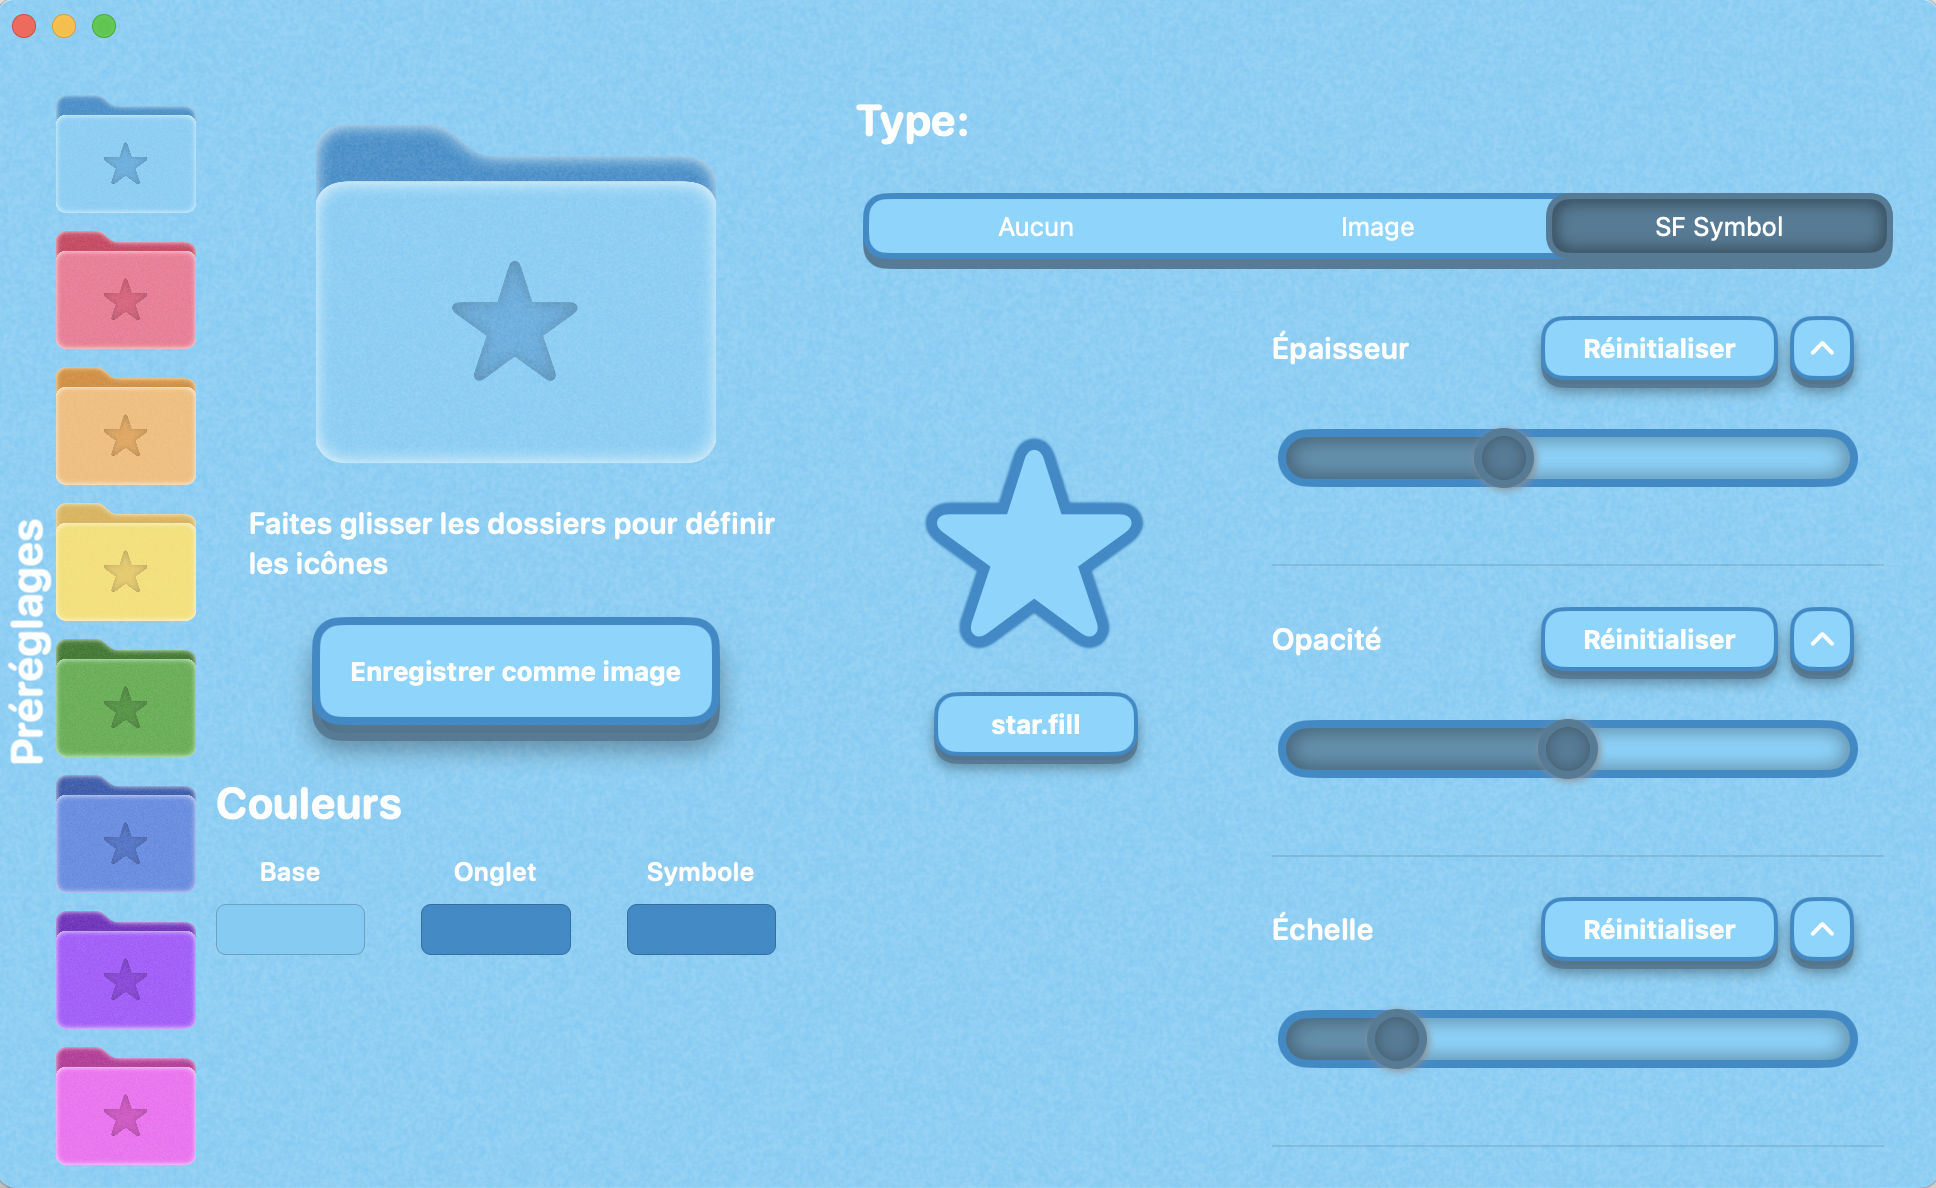 Préréglages
Faites glisser les dossiers pour définir
les icônes
Enregistrer comme image
Couleurs
Base
Onglet
Symbole
Type:
Aucun
Image
SF Symbol
star.fill
Épaisseur
Réinitialiser
Opacité
Réinitialiser
Échelle
Réinitialiser